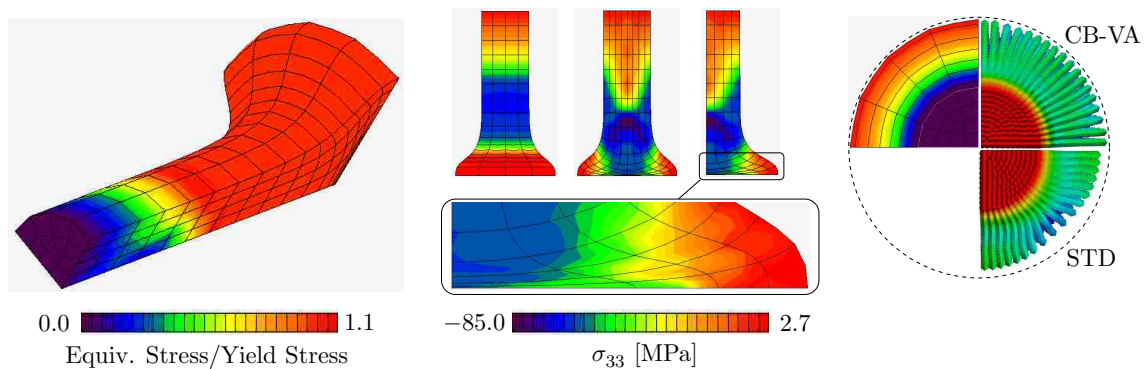 CB-VA
STD
0.0 1.1
Equiv. Stress/Yield Stress
−85.0 2.7
σ33 [MPa]